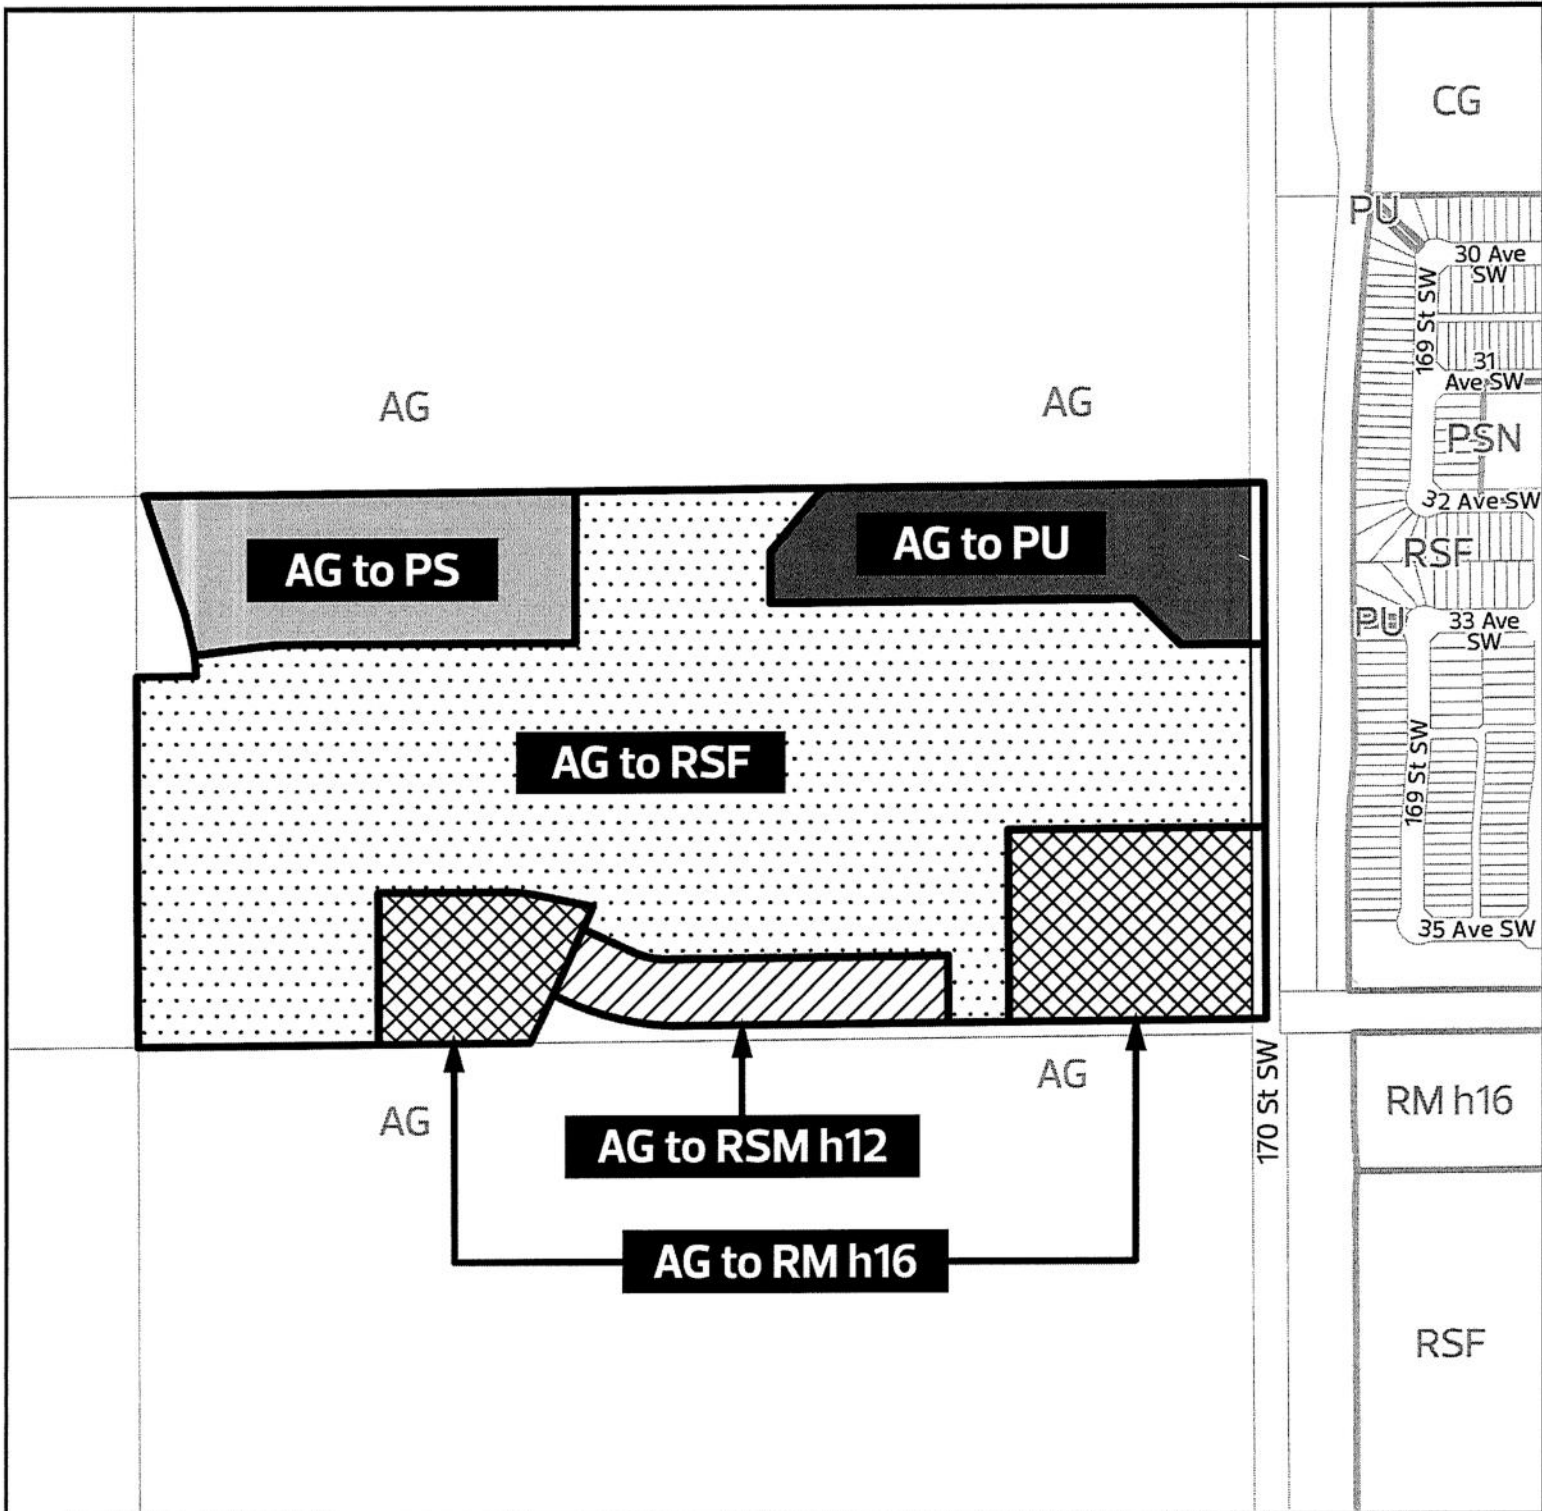 CG
PU
30 Ave
SW
169 St SW
31
Ave SW
AG
AG
PSN
32 Ave SW
AG to PS
AG to PU
RSF
PU
33 Ave
SW
AG to RSF
169 St SW
35 Ave SW
AG
AG
170 St SW
RM h16
AG to RSM h12
AG to RM h16
RSF